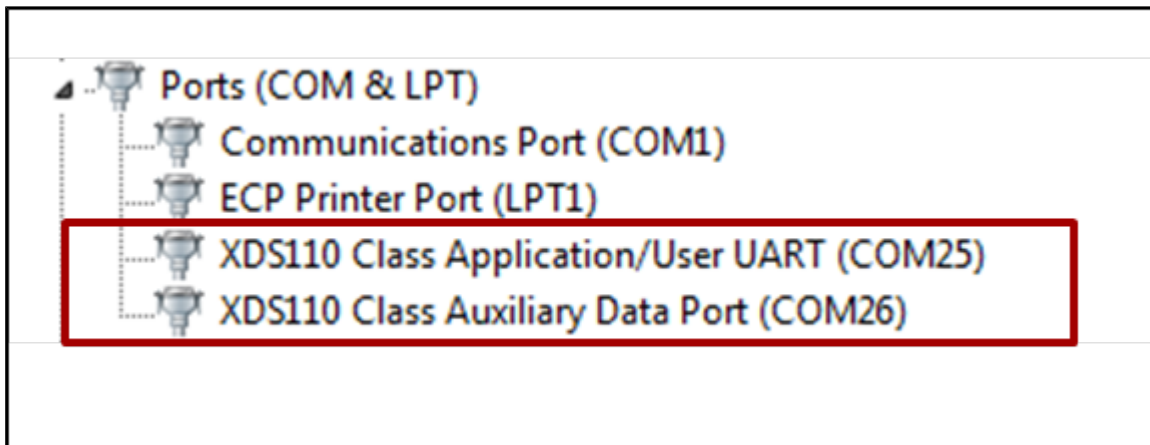 Ports (COM & LPT)
Communications Port (COM1)
ECP Printer Port (LPT1)
XDS110 Class Application/User UART (COM25)
XDS110 Class Auxiliary Data Port (COM26)